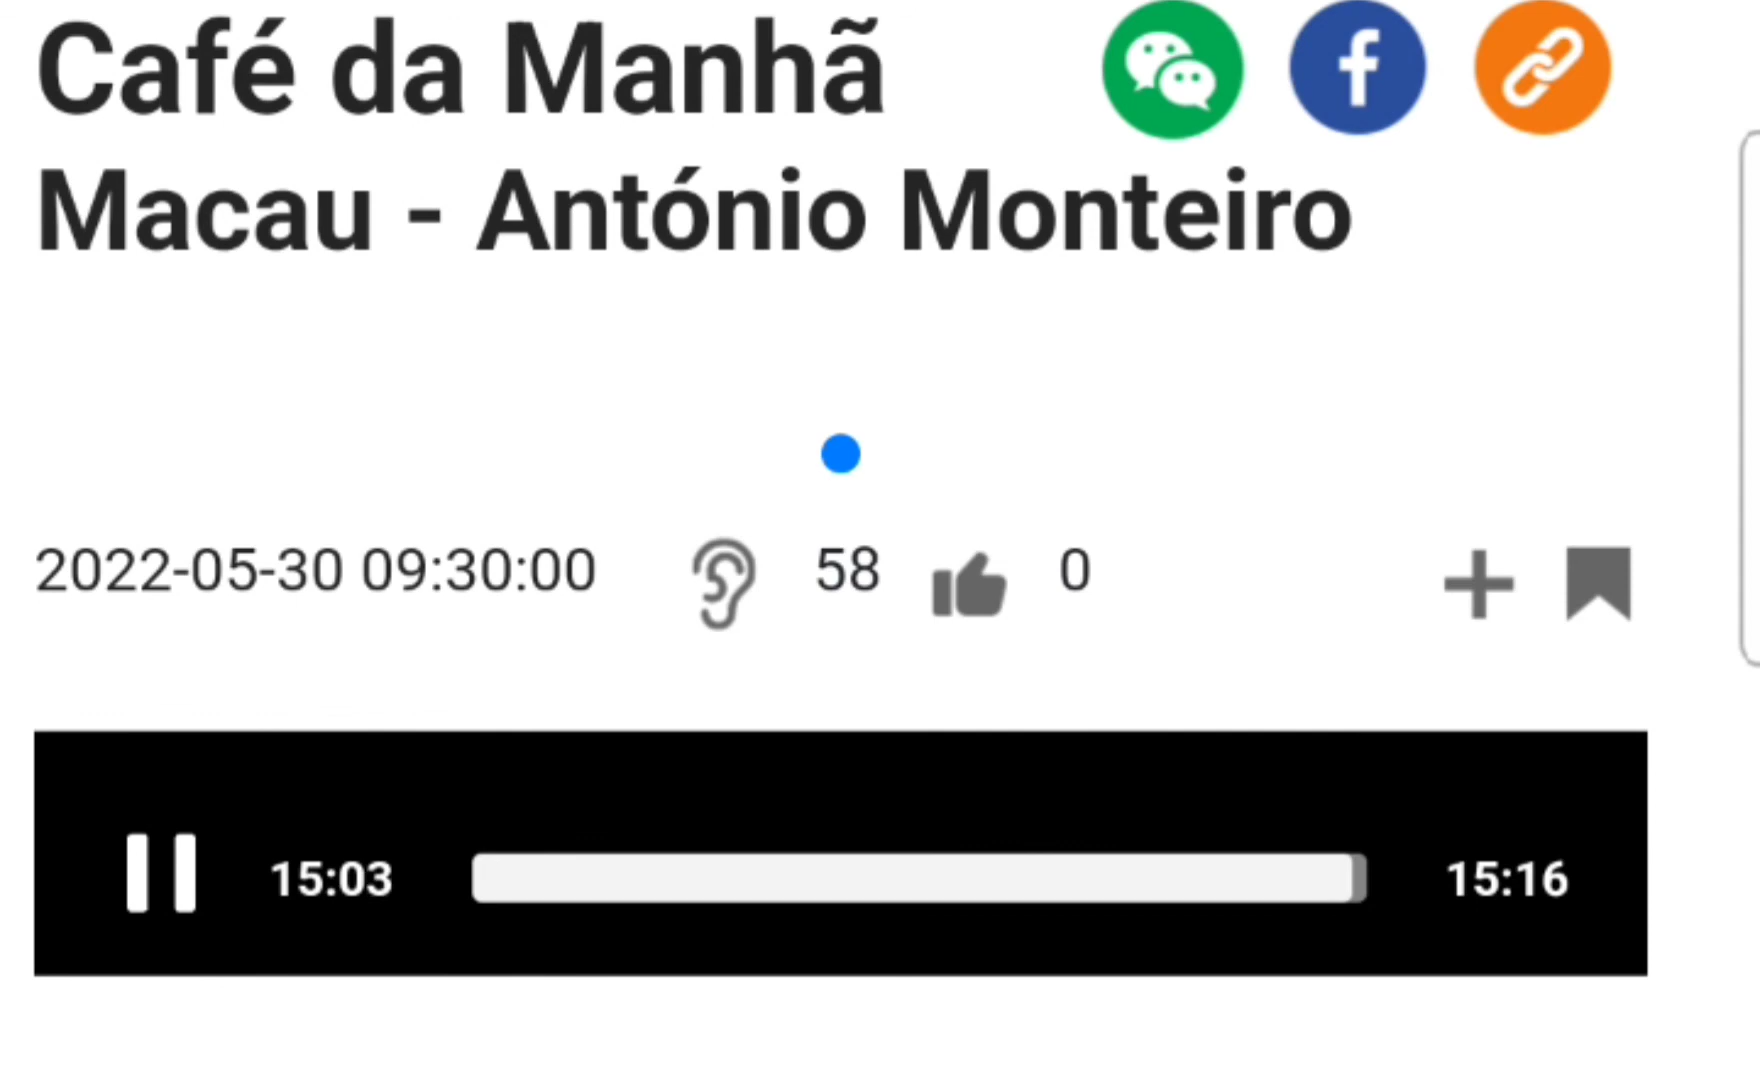 Café da Manhã
Macau - António Monteiro
2022-05-30 09:30:00 58 0
15:03 15:16